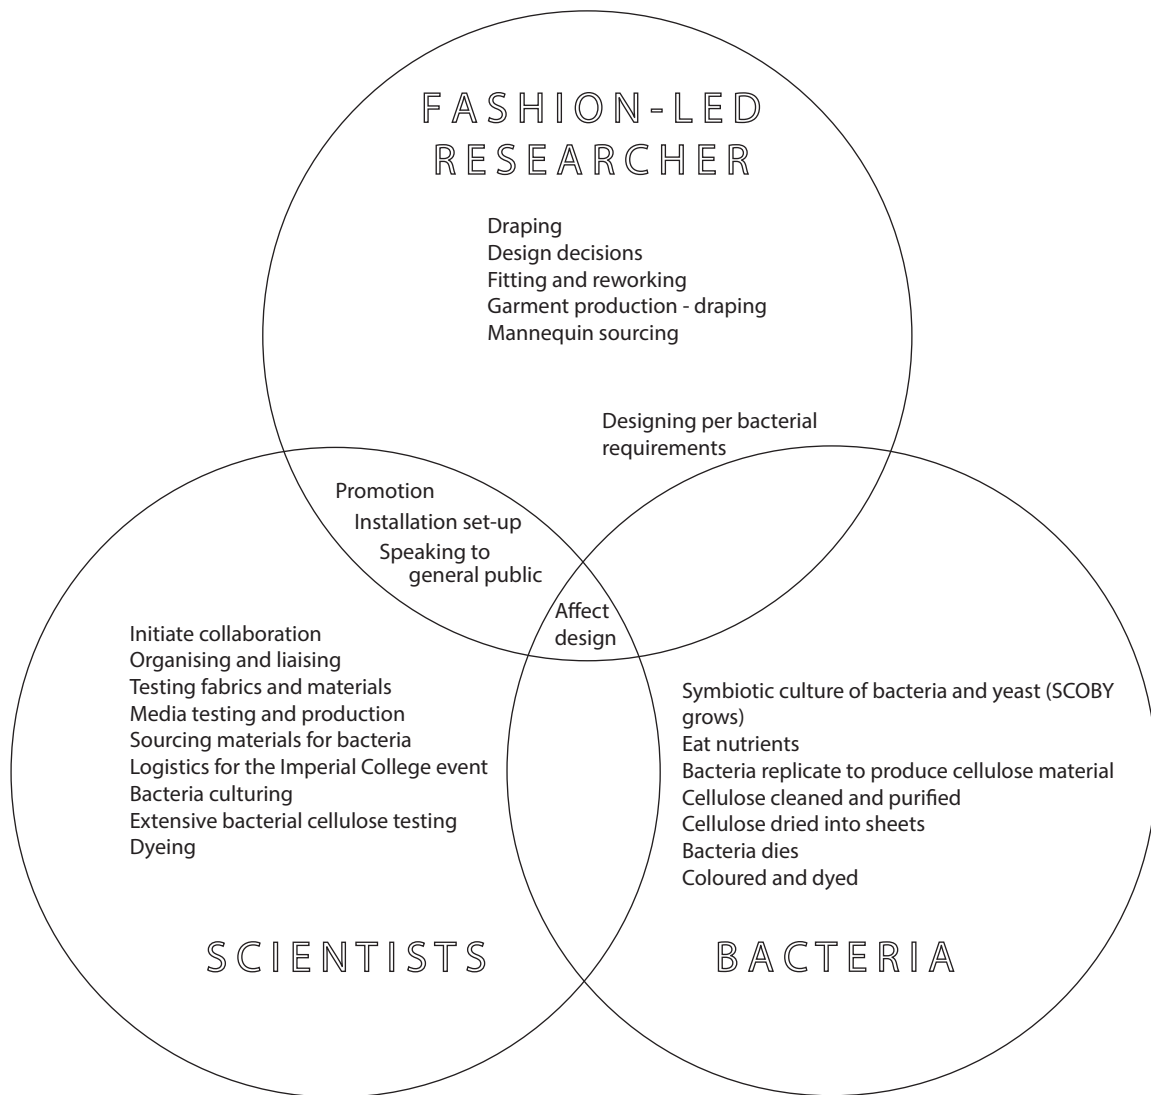 FASHION-LED
RESEARCHER
Draping
Design decisions
Fitting and reworking
Garment production - draping
Mannequin sourcing
Designing per bacterial
requirements
Promotion
Installation set-up
Speaking to
general public
Affect
design
Initiate collaboration
Organising and liaising
Testing fabrics and materials
Media testing and production
Sourcing materials for bacteria
Logistics for the Imperial College event
Bacteria culturing
Extensive bacterial cellulose testing
Dyeing
SCIENTISTS
Symbiotic culture of bacteria and yeast (SCOBY
grows)
Eat nutrients
Bacteria replicate to produce cellulose material
Cellulose cleaned and purified
Cellulose dried into sheets
Bacteria dies
Coloured and dyed
BACTERIA